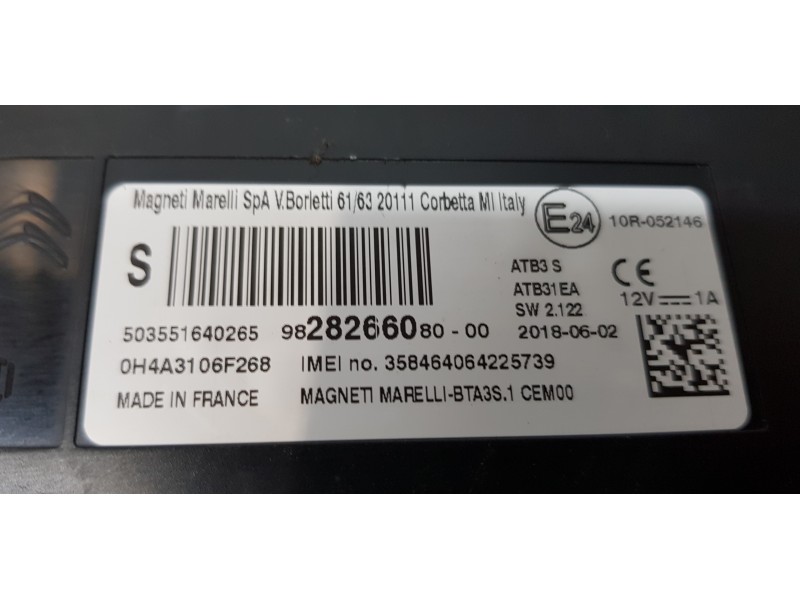 Magneti Marelli SpA V.Borletti 61/63 20111 Corbetta MI Italy
E24
10R-052146
S
ATB3 S
ATB31EA
SW 2.122
12V 1A
503551640265 9828266080-00 2018-06-02
0H4A3106F268 IMEI no. 358464064225739
MADE IN FRANCE MAGNETI MARELLI-BTA3S.1 CEM00